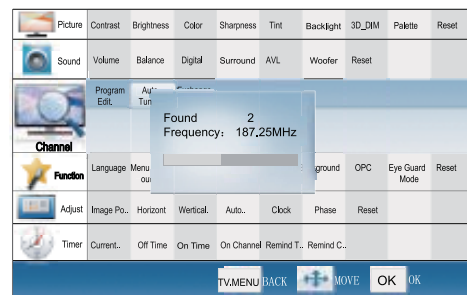 Picture Contrast Brightness Color Sharpness Tint Backlight 3D_DIM Palette Reset
Sound Volume Balance Digital Surround AVL Woofer Reset
Program Edit.
Found 2
Frequency: 187.25MHz
Channel
Function Language Menu OPC Eye Guard Mode Reset
Adjust Image Po.. Horizont Wertical. Auto.. Clock Phase Reset
Timer Current.. Off Time On Time On Channel Remind T.. Remind C..
TV.MENU BACK MOVE OK OK